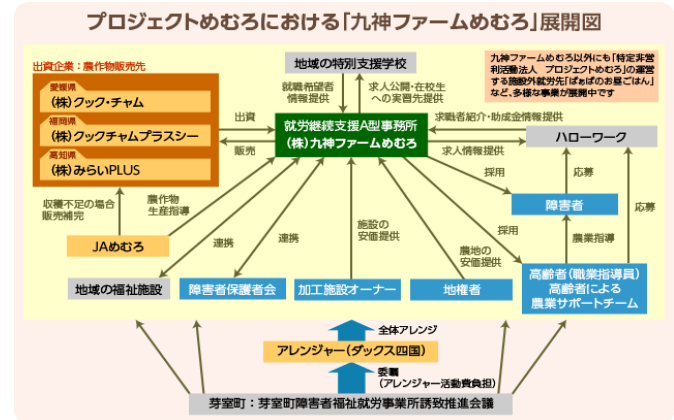 プロジェクトめむろにおける「九神ファームめむろ」展開図
出資企業：農作物販売先
愛媛県
(株)クック・チャム
福岡県
(株)クックチャムプラスシー
高知県
(株)みらいPLUS
地域の特別支援学校
九神ファームめむろ以外にも「特定非営
利活動法人　プロジェクトめむろ」の運営
する施設外就労先「ばぁばのお昼ごはん」
など、多様な事業が展開中です
就職希望者
情報提供
求人公開・在校生
への実習先提供
出資
販売
就労継続支援A型事業所
(株)九神ファームめむろ
求職者紹介・助成金情報提供
求人情報提供
ハローワーク
採用
応募
障害者
収穫不足の場合
販売補完
農作物
生産指導
JAめむろ
連携
連携
施設の
安価提供
農地の
安価提供
採用
農業指導
応募
地域の福祉施設
障害者保護者会
加工施設オーナー
地権者
高齢者(職業指導員)
高齢者による
農業サポートチーム
全体アレンジ
アレンジャー(ダックス四国)
委嘱
(アレンジャー活動費負担)
芽室町：芽室町障害者福祉就労事業所誘致推進会議